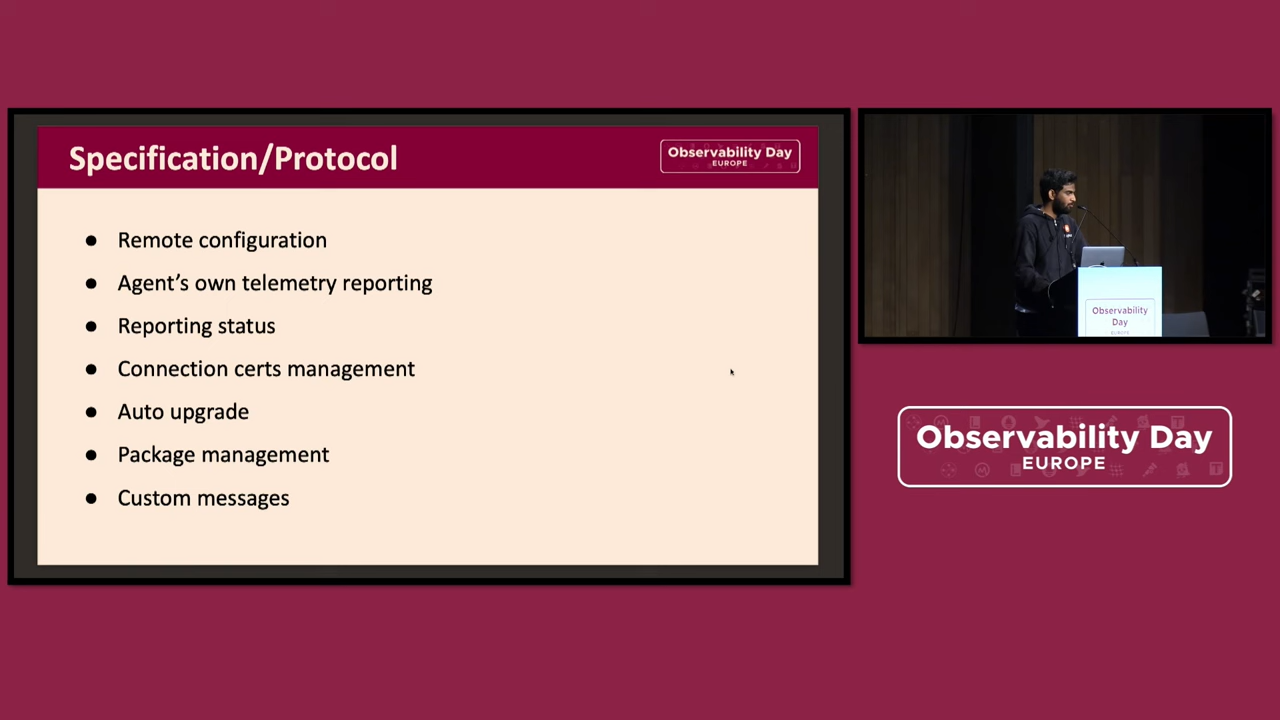 Specification/Protocol
Observability Day
EUROPE
● Remote configuration
● Agent's own telemetry reporting
● Reporting status
● Connection certs management
● Auto upgrade
● Package management
● Custom messages
Observability
Day
EUROPE
Observability Day
EUROPE